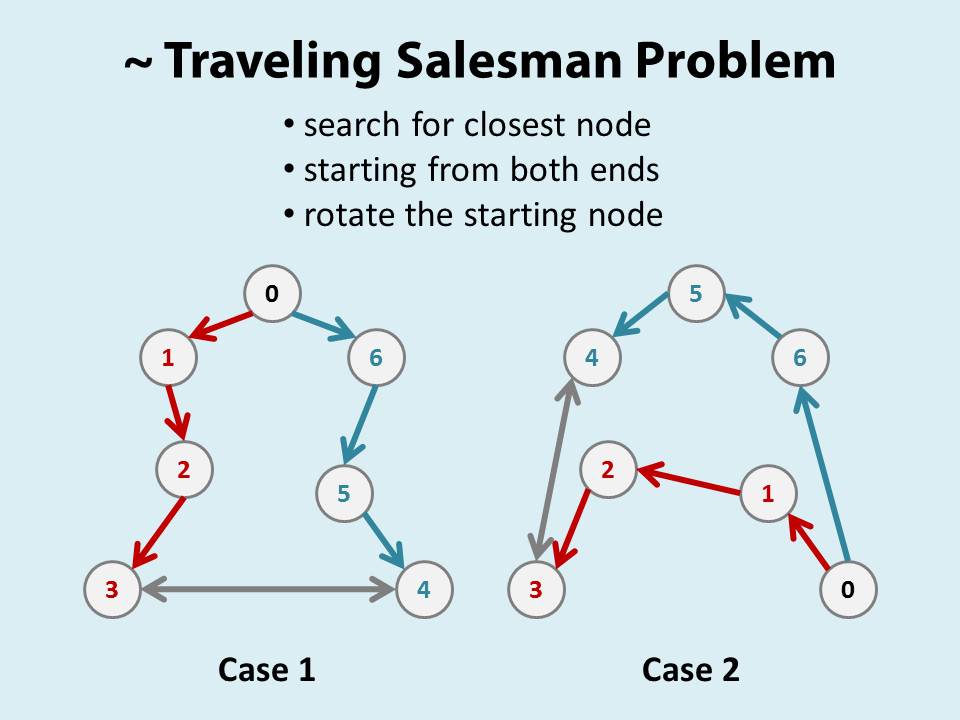 ~ Traveling Salesman Problem
• search for closest node
• starting from both ends
• rotate the starting node
0
1
6
2
5
3
4
5
4
6
2
1
3
0
Case 1
Case 2